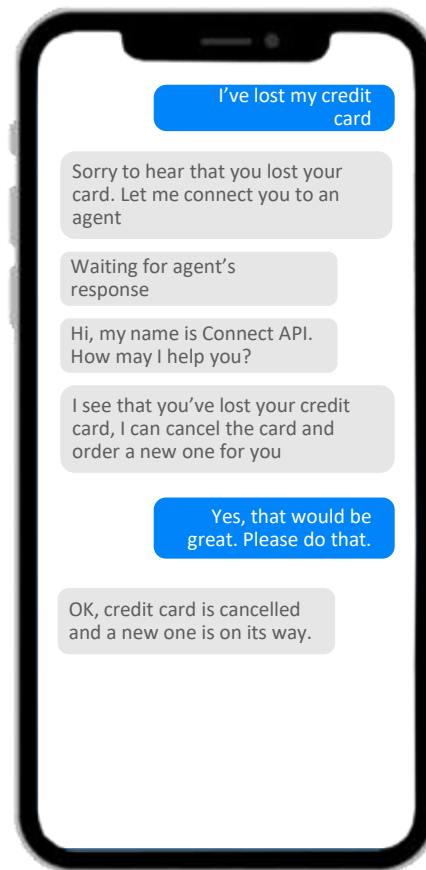 I’ve lost my credit
card
Sorry to hear that you lost your
card. Let me connect you to an
agent
Waiting for agent’s
response
Hi, my name is Connect API.
How may I help you?
I see that you’ve lost your credit
card, I can cancel the card and
order a new one for you
Yes, that would be
great. Please do that.
OK, credit card is cancelled
and a new one is on its way.